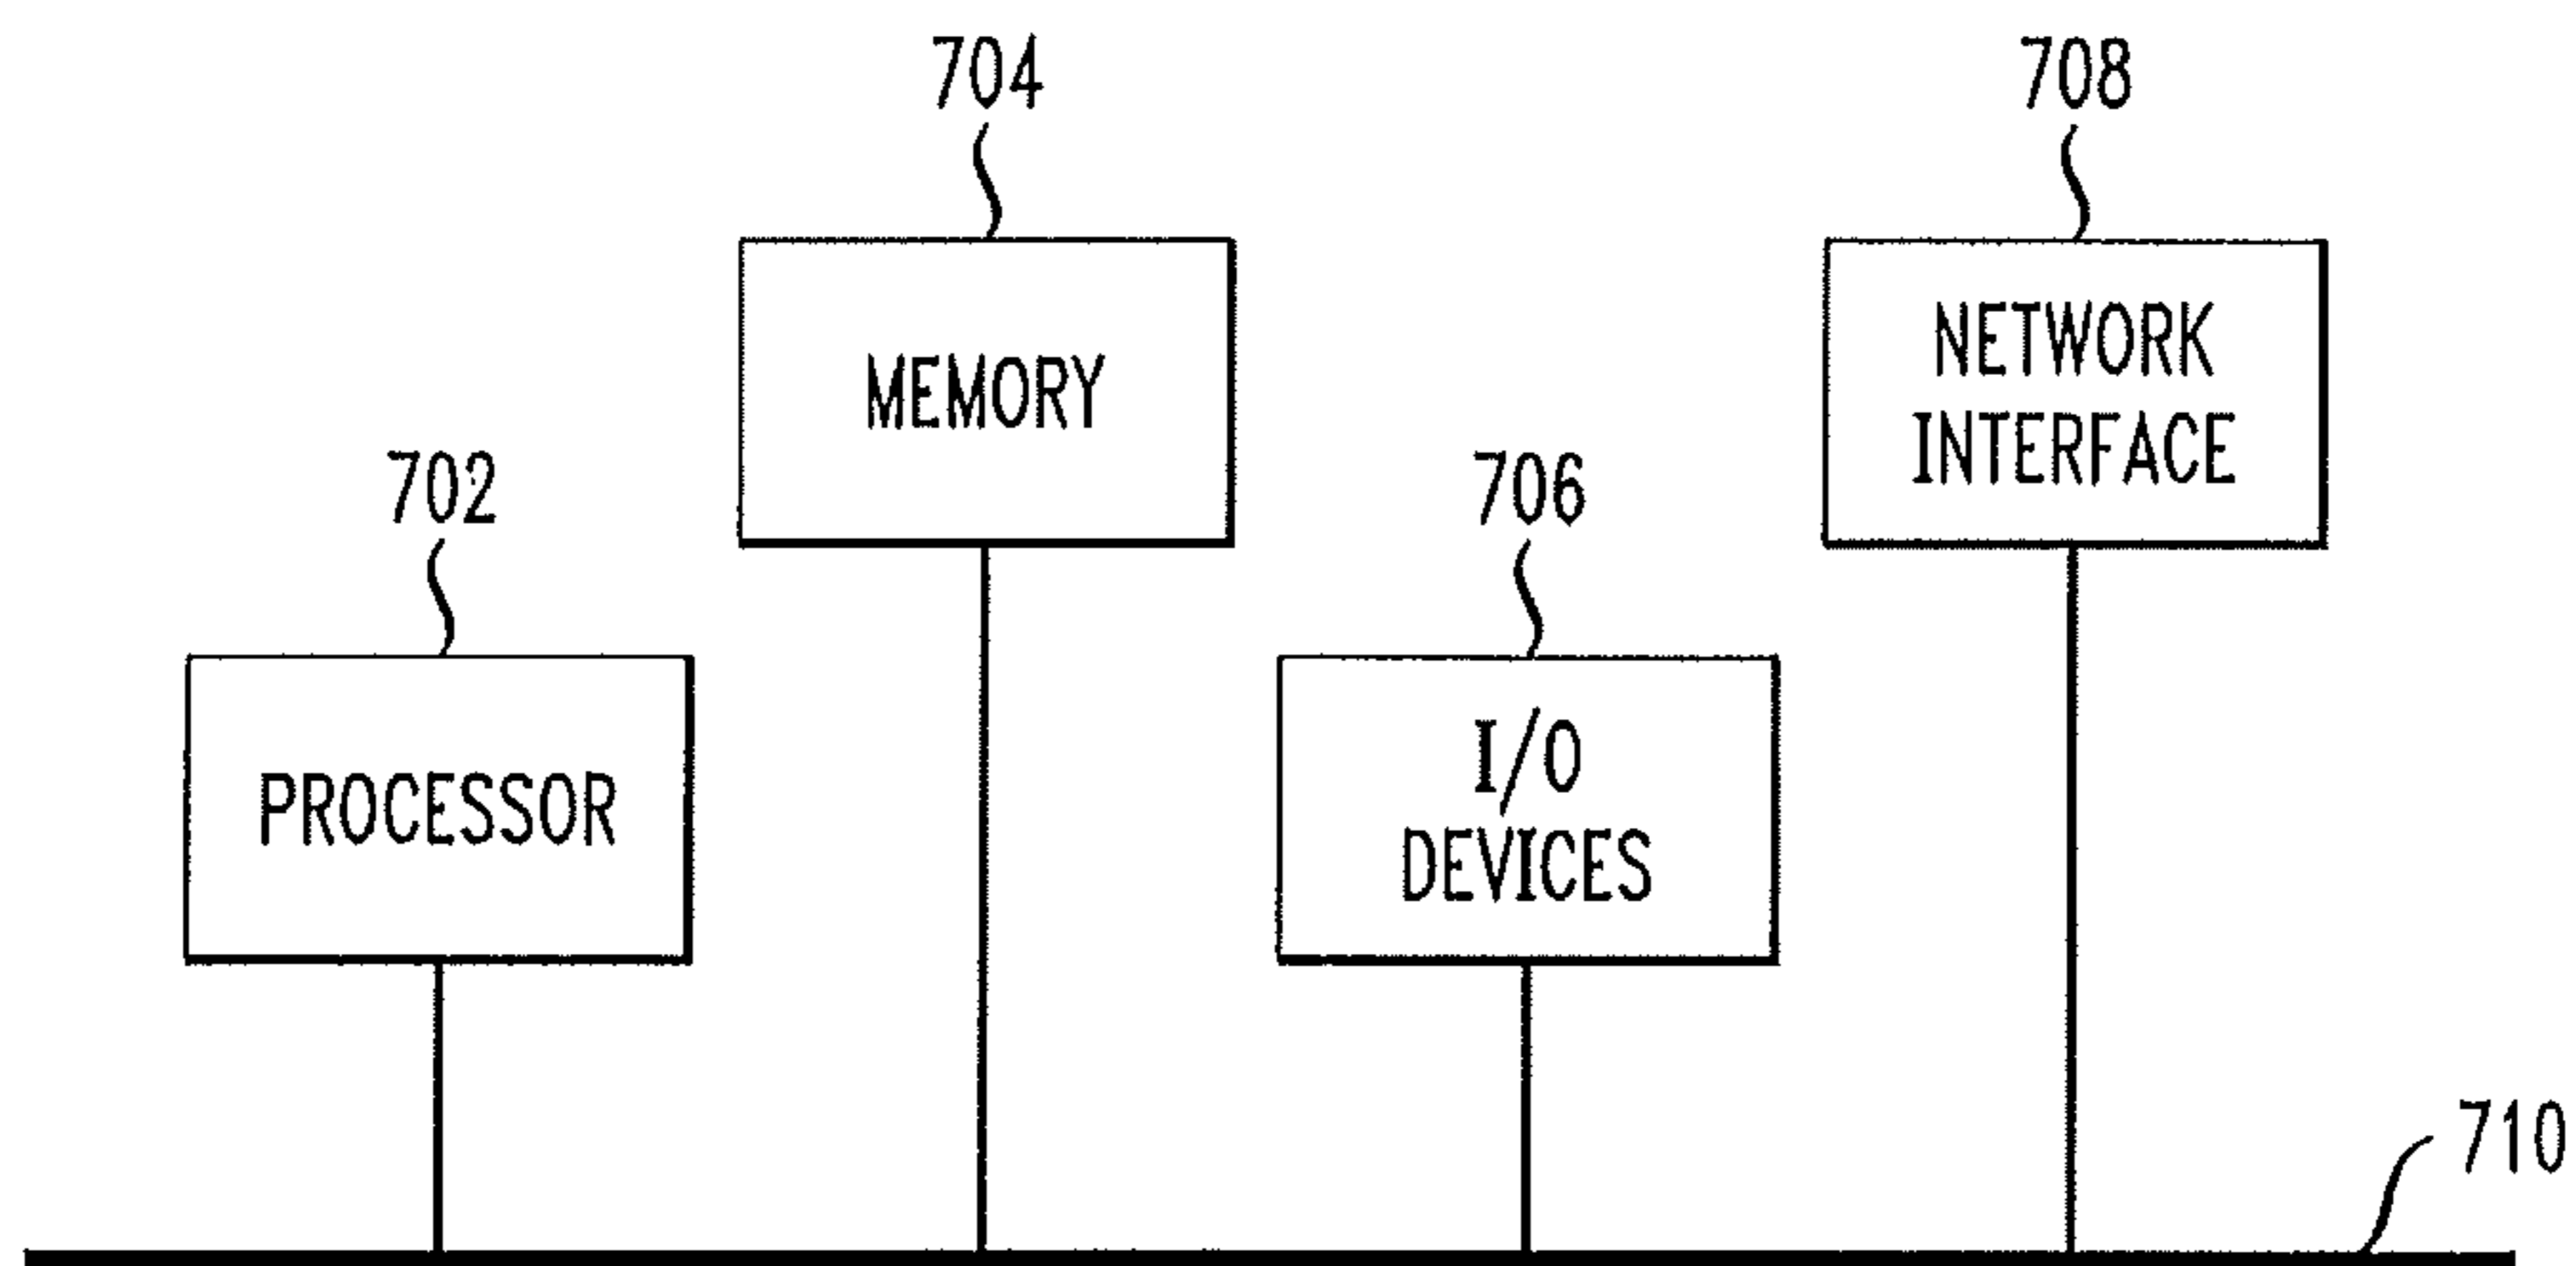 704
708
MEMORY
NETWORK
INTERFACE
702
706
PROCESSOR
I/O
DEVICES
710